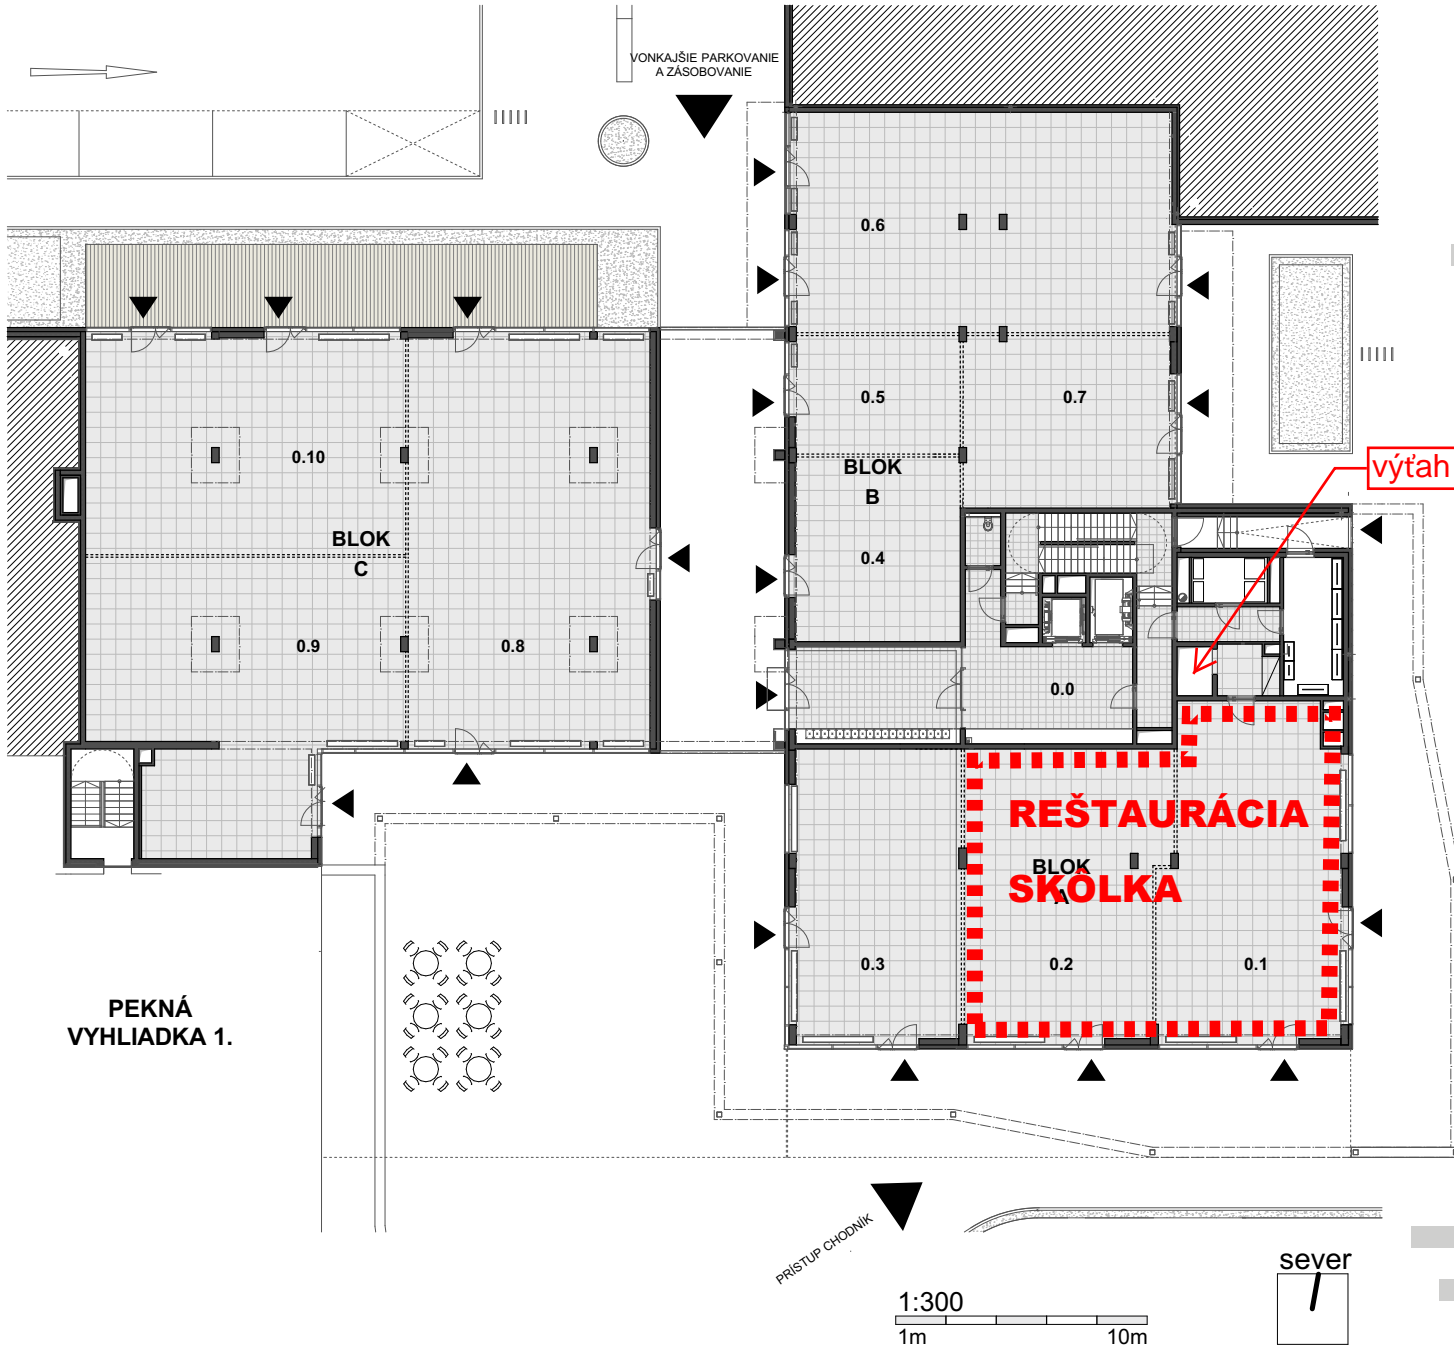 VONKAJŠIE PARKOVANIE
A ZÁSOBOVANIE
0.6
0.5
0.7
0.10
BLOK
B
výťah
BLOK
C
0.4
0.9
0.8
0.0
REŠTAURÁCIA
BLOK
A
SKÔLKA
0.3
0.2
0.1
PEKNÁ
VYHLIADKA 1.
PRÍSTUP CHODNÍK
sever
1:300
1m
10m